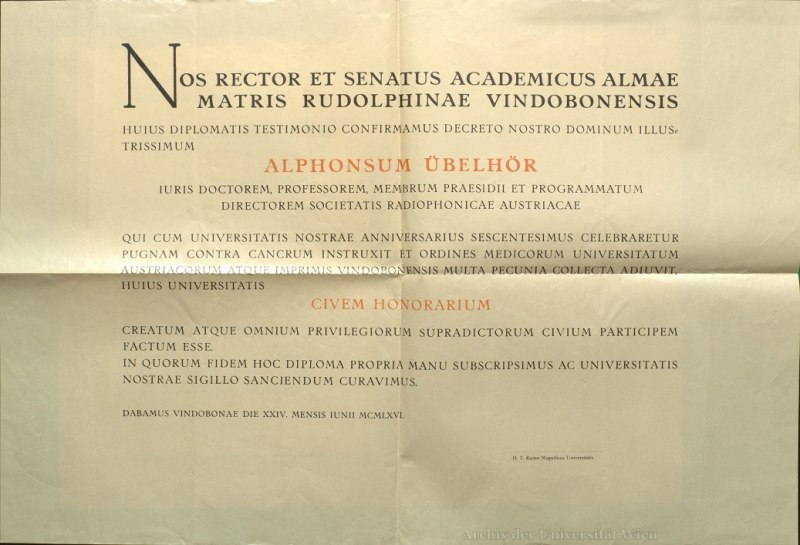 NOS RECTOR ET SENATUS ACADEMICUS ALMAE
MATRIS RUDOLPHINAE VINDOBONENSIS
HUIUS DIPLOMATIS TESTIMONIO CONFIRMAMUS DECRETO NOSTRO DOMINUM ILLUS=
TRISSIMUM
ALPHONSUM ÜBELHÖR
IURIS DOCTOREM, PROFESSOREM, MEMBRUM PRAESIDII ET PROGRAMMATUM
DIRECTOREM SOCIETATIS RADIOPHONICAE AUSTRIACAE
QUI CUM UNIVERSITATIS NOSTRAE ANNIVERSARIUS SESCENTESIMUS CELEBRARETUR
PUGNAM CONTRA CANCRUM INSTRUXIT ET ORDINES MEDICORUM UNIVERSITATUM
AUSTRIACORUM ATQUE IMPRIMIS VINDOBONENSIS MULTA PECUNIA COLLECTA ADIUVIT,
HUIUS UNIVERSITATIS
CIVEM HONORARIUM
CREATUM ATQUE OMNIUM PRIVILEGIORUM SUPRADICTORUM CIVIUM PARTICIPEM
FACTUM ESSE.
IN QUORUM FIDEM HOC DIPLOMA PROPRIA MANU SUBSCRIPSIMUS AC UNIVERSITATIS
NOSTRAE SIGILLO SANCIENDUM CURAVIMUS.
DABAMUS VINDOBONAE DIE XXIV. MENSIS IUNII MCMLXVI.
H. T. Rector Magnificus Universitatis
Archiv der Universität Wien